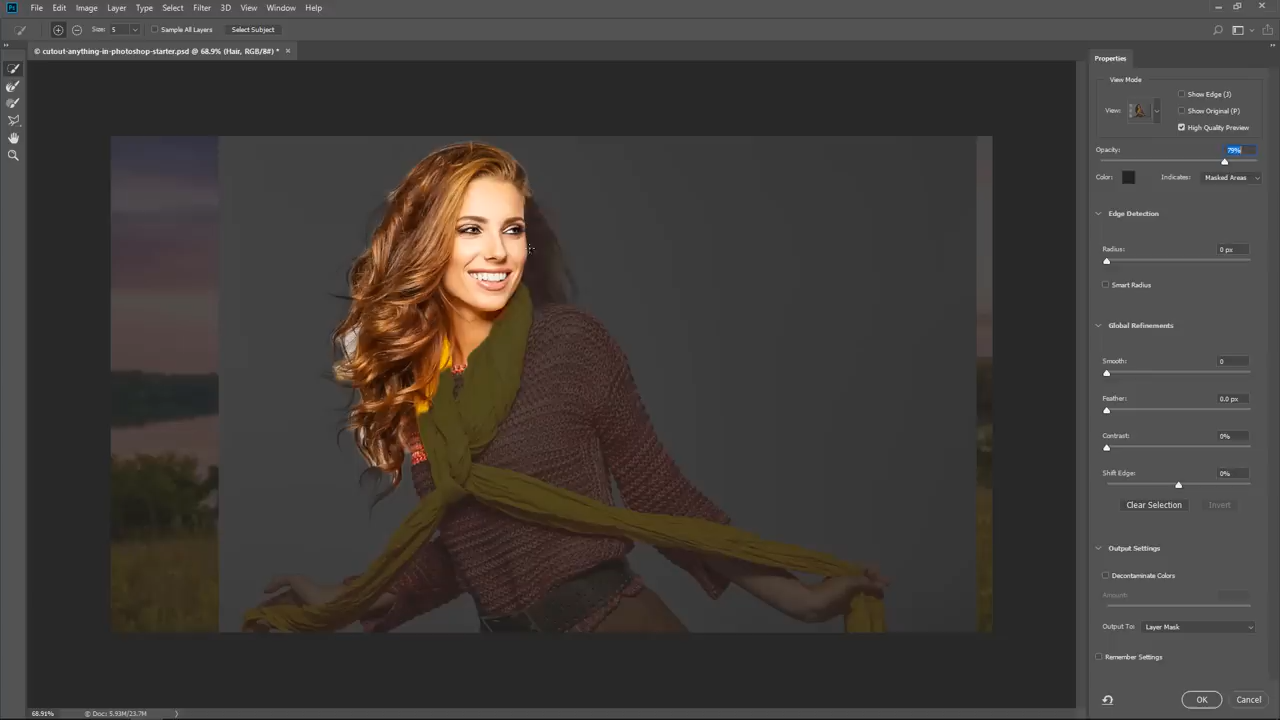 Ps File Edit Image Layer Type Select Filter 3D View Window Help
Size: 5 Sample All Layers Select Subject
© cutout-anything-in-photoshop-starter.psd @ 68.9% (Hair, RGB/8#) * ×
Properties
View Mode
View: Show Edge (J)
Show Original (P)
High Quality Preview
Opacity: 79%
Color: Indicates: Masked Areas
Edge Detection
Radius: 0 px
Smart Radius
Global Refinements
Smooth: 0
Feather: 0.0 px
Contrast: 0%
Shift Edge: 0%
Clear Selection Invert
Output Settings
Decontaminate Colors
Amount:
Output To: Layer Mask
Remember Settings
OK Cancel
68.91% © Doc: 5.93M/23.7M